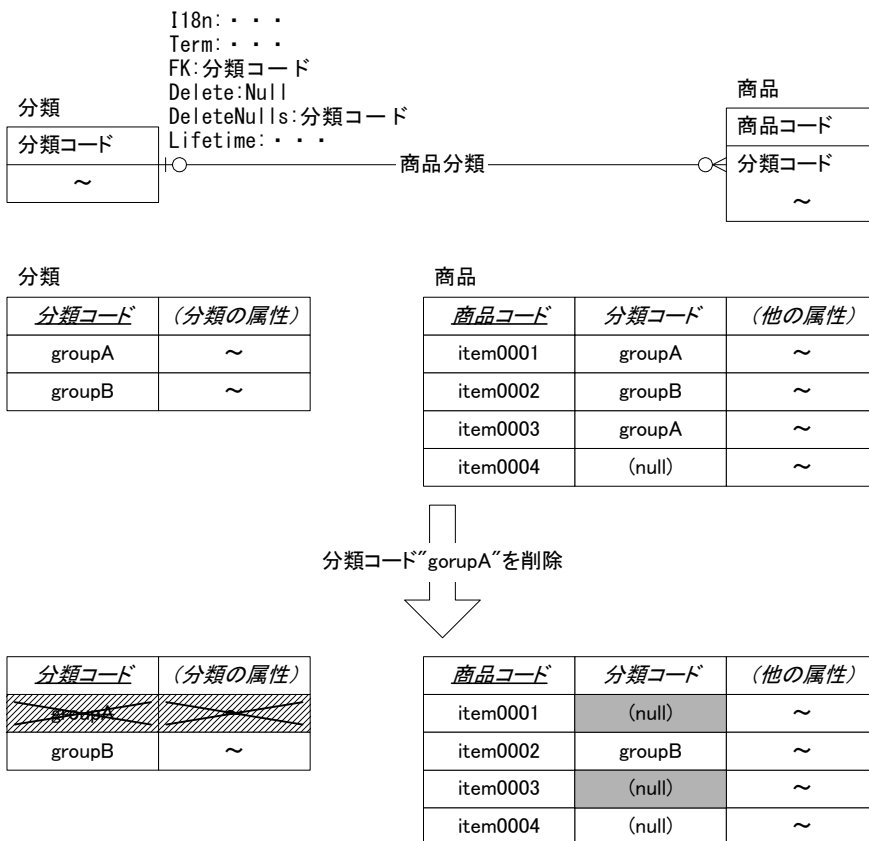 I18n:・・・
Term:・・・
FK:分類コード
Delete:Null
DeleteNulls:分類コード
Lifetime:・・・
分類
分類コード
～
商品分類
商品
商品コード
分類コード
～
分類
分類コード (分類の属性)
groupA ～
groupB ～
商品
商品コード 分類コード (他の属性)
item0001 groupA ～
item0002 groupB ～
item0003 groupA ～
item0004 (null) ～
分類コード"gorupA"を削除
分類コード (分類の属性)
groupA ～
groupB ～
商品コード 分類コード (他の属性)
item0001 (null) ～
item0002 groupB ～
item0003 (null) ～
item0004 (null) ～